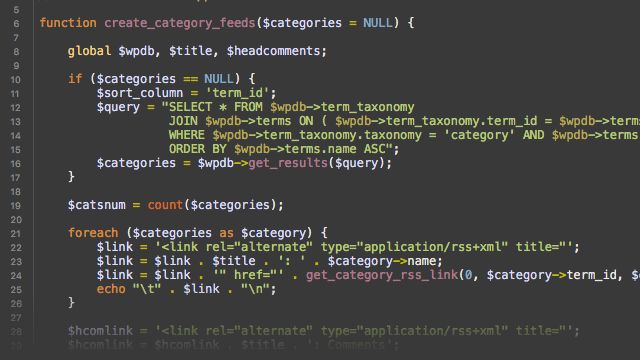 5
6 function create_category_feeds($categories = NULL) {
7
8 global $wpdb, $title, $headcomments;
9
10 if ($categories == NULL) {
11 $sort_column = 'term_id';
12 $query = "SELECT * FROM $wpdb->term_taxonomy
13 JOIN $wpdb->terms ON ( $wpdb->term_taxonomy.term_id = $wpdb->term
14 WHERE $wpdb->term_taxonomy.taxonomy = 'category' AND $wpdb->terms
15 ORDER BY $wpdb->terms.name ASC";
16 $categories = $wpdb->get_results($query);
17 }
18
19 $catsnum = count($categories);
20
21 foreach ($categories as $category) {
22 $link = '<link rel="alternate" type="application/rss+xml" title="';
23 $link = $link . $title . ': ' . $category->name;
24 $link = $link . '" href="' . get_category_rss_link(0, $category->term_id, $
25 echo "\t" . $link . "\n";
26 }
27
28 $hcomlink = '<link rel="alternate" type="application/rss+xml" title="';
29 $hcomlink = $hcomlink . $title . ': Comments';